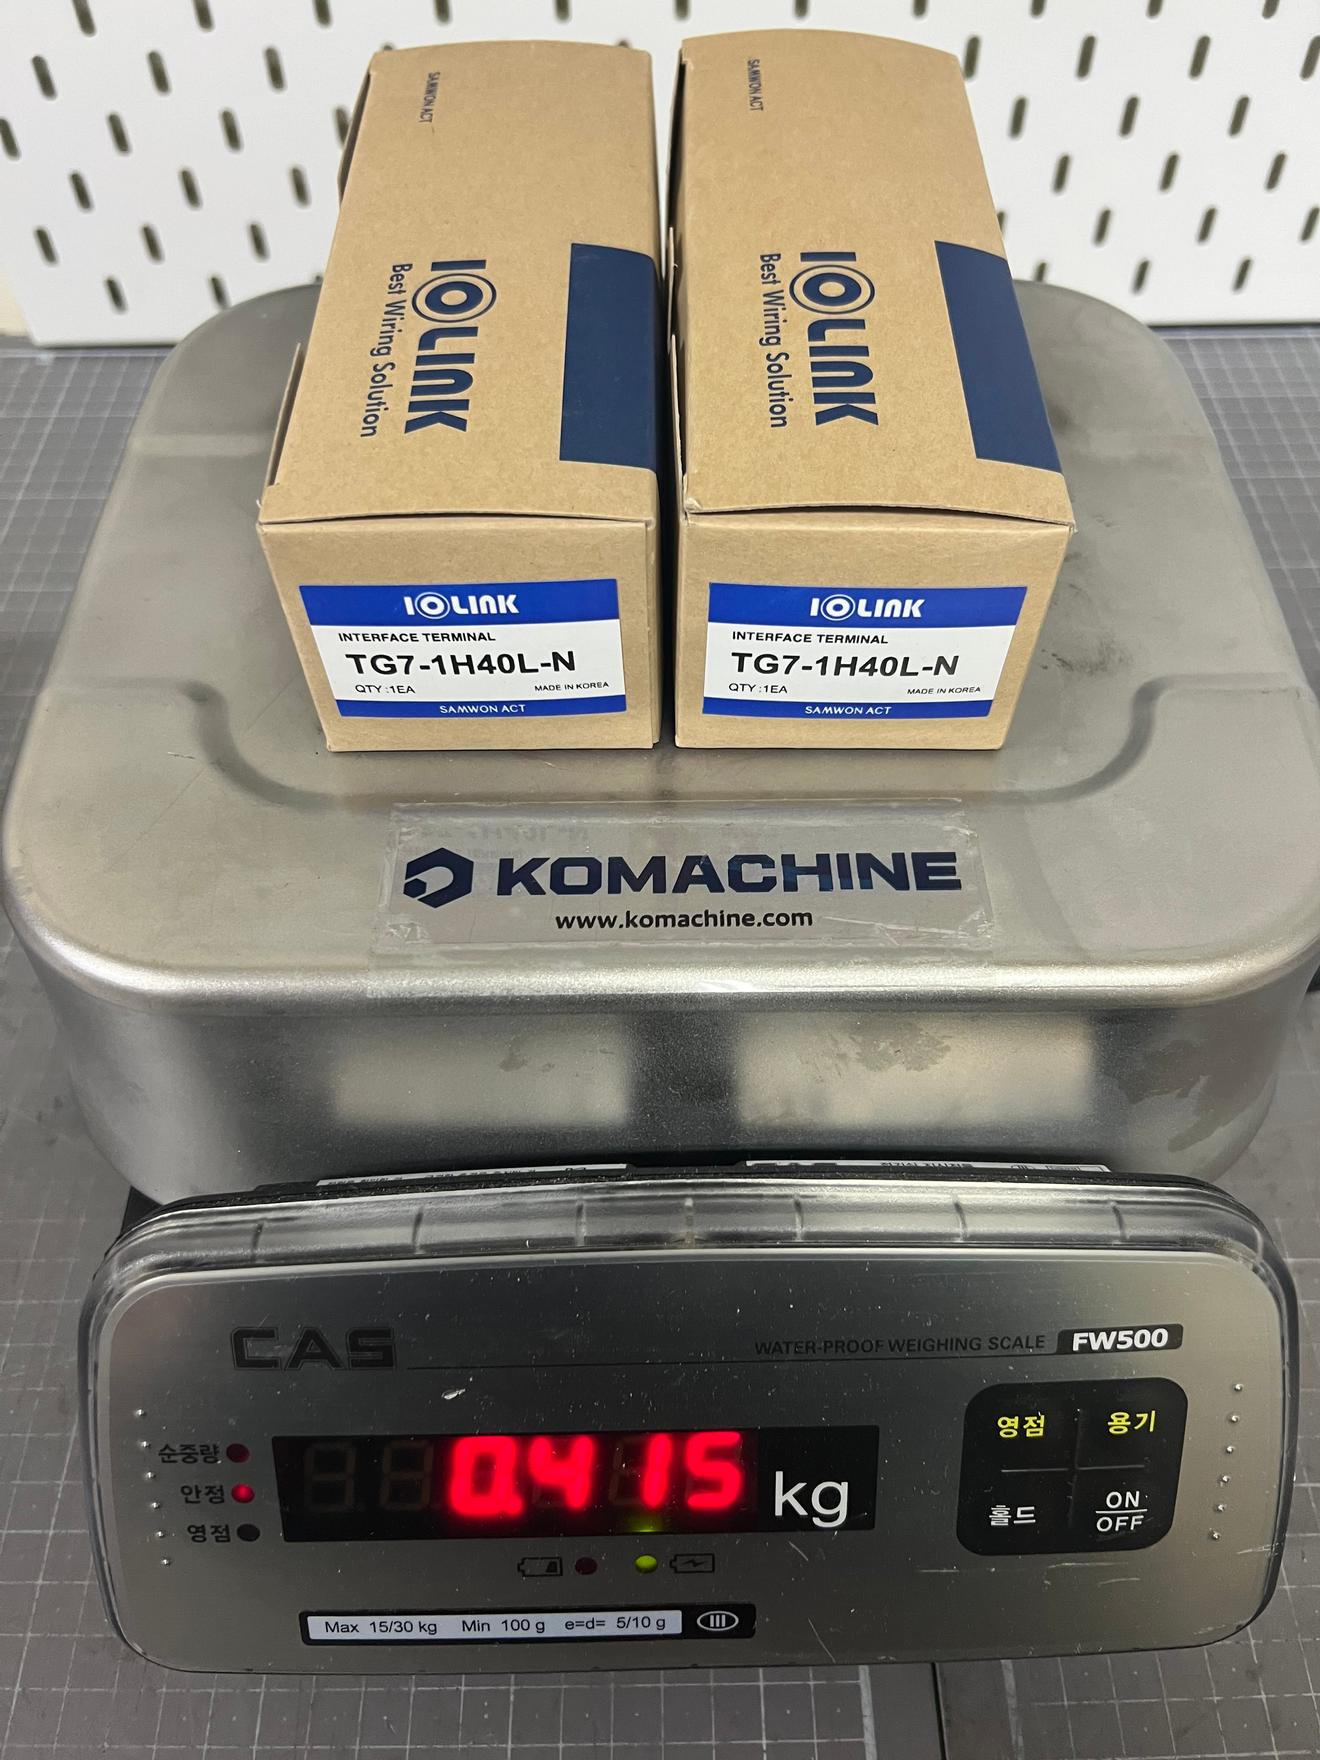 SAMWON ACT
IOLINK
Best Wiring Solution
SAMWON ACT
IOLINK
Best Wiring Solution
IOLINK
INTERFACE TERMINAL
TG7-1H40L-N
QTY :1EA MADE IN KOREA
SAMWON ACT
IOLINK
INTERFACE TERMINAL
TG7-1H40L-N
QTY :1EA MADE IN KOREA
SAMWON ACT
KOMACHINE
www.komachine.com
CAS
WATER-PROOF WEIGHING SCALE FW500
순중량
안정
영점
0.415 kg
영점 용기
홀드 ON OFF
Max 15/30 kg Min 100 g e=d= 5/10 g III